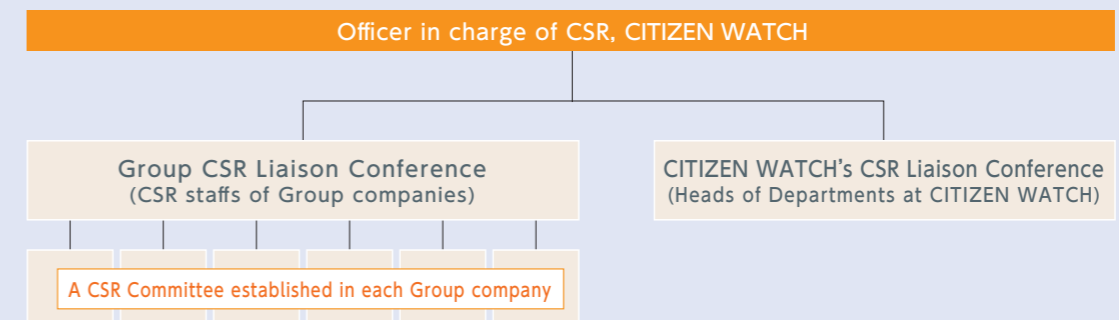 Officer in charge of CSR, CITIZEN WATCH
Group CSR Liaison Conference
(CSR staffs of Group companies)
CITIZEN WATCH's CSR Liaison Conference
(Heads of Departments at CITIZEN WATCH)
A CSR Committee established in each Group company